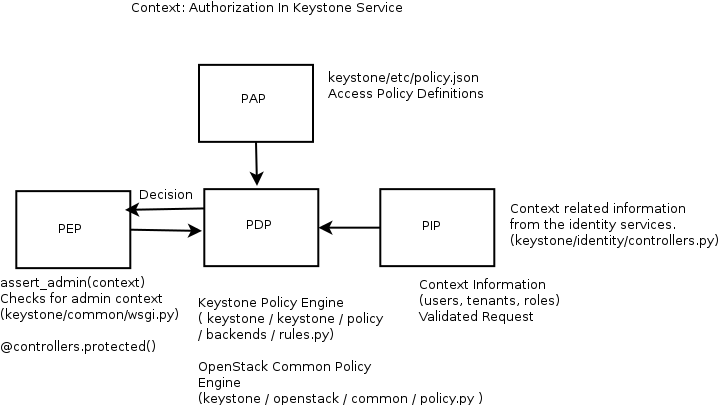 Context: Authorization In Keystone Service
keystone/etc/policy.json
Access Policy Definitions
PAP
Decision
PEP
PDP
PIP
Context related information
from the identity services.
(keystone/identity/controllers.py)
assert_admin(context)
Checks for admin context
(keystone/common/wsgi.py)
@controllers.protected()
Keystone Policy Engine
( keystone / keystone / policy
/ backends / rules.py)
OpenStack Common Policy
Engine
(keystone / openstack / common / policy.py )
Context Information
(users, tenants, roles)
Validated Request